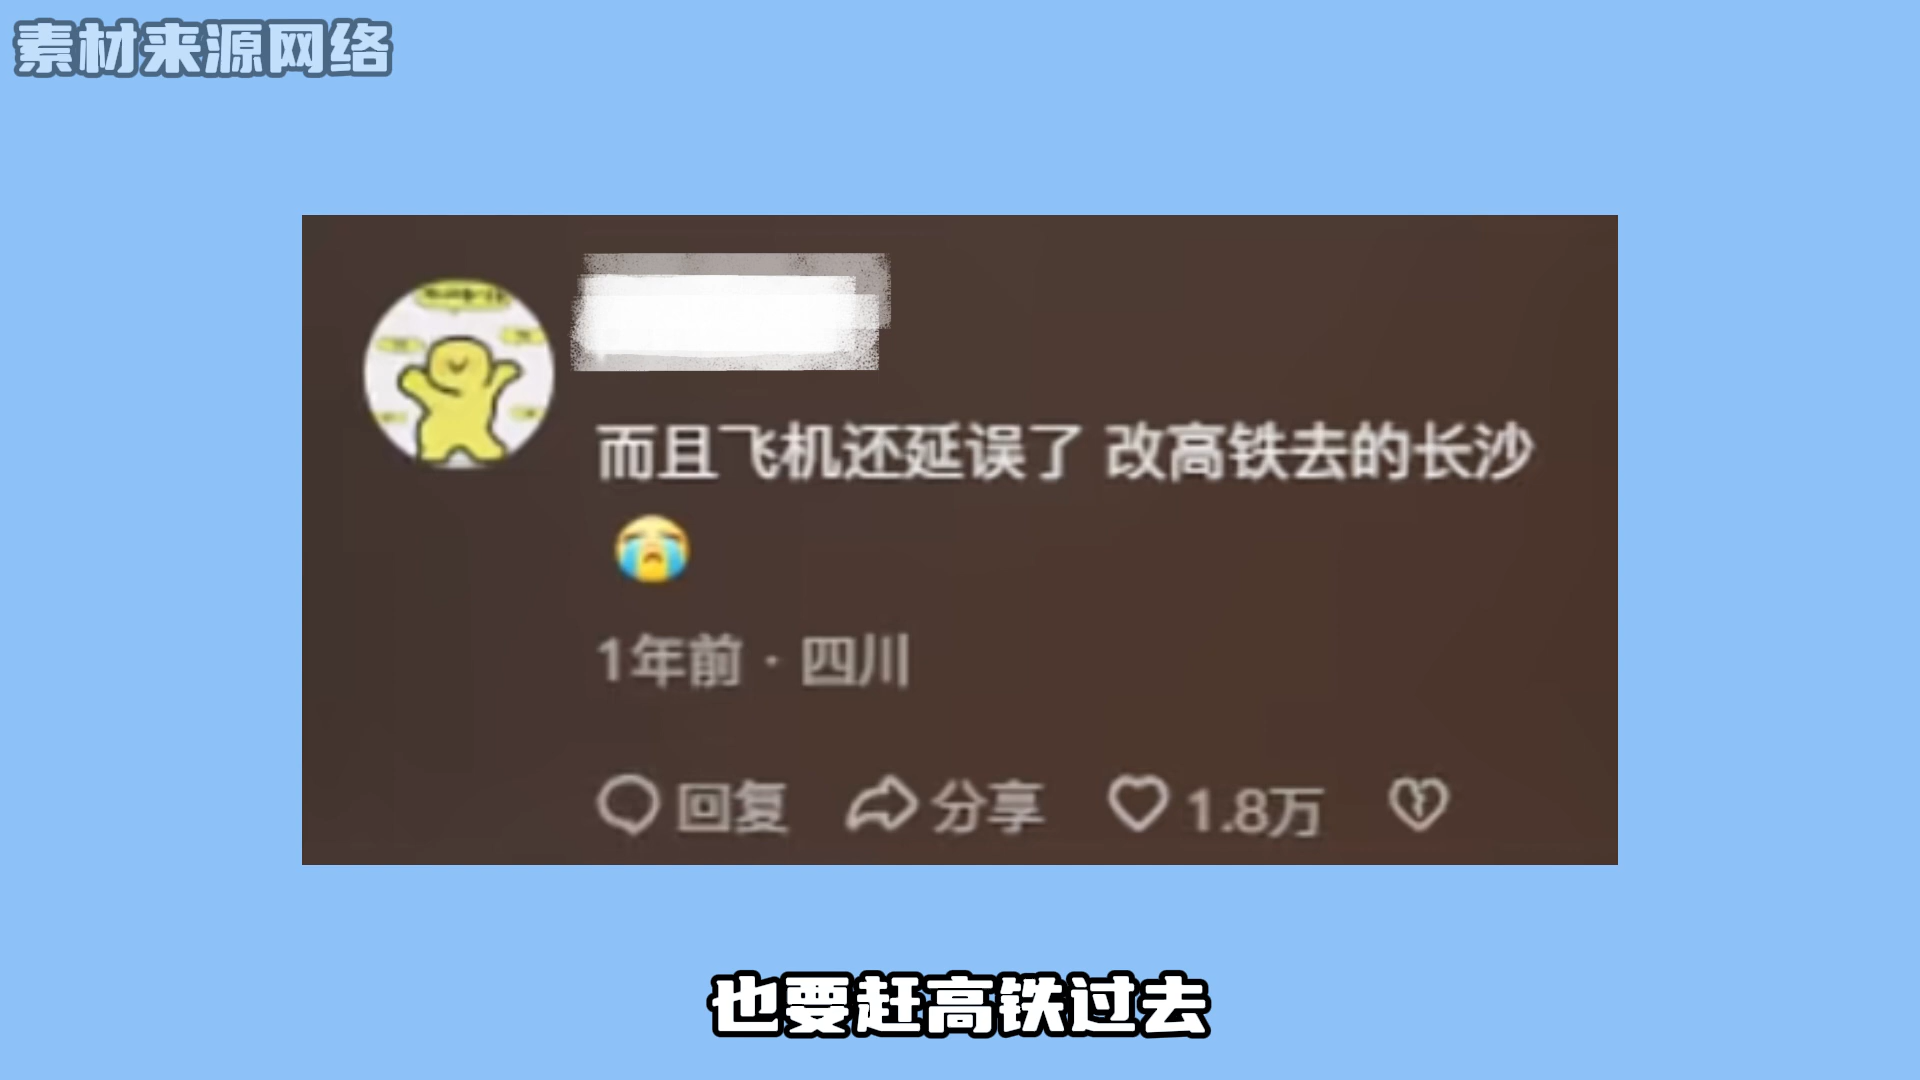 素材来源网络
而且飞机还延误了 改高铁去的长沙
😭
1年前 · 四川
回复 分享 1.8万
也要赶高铁过去